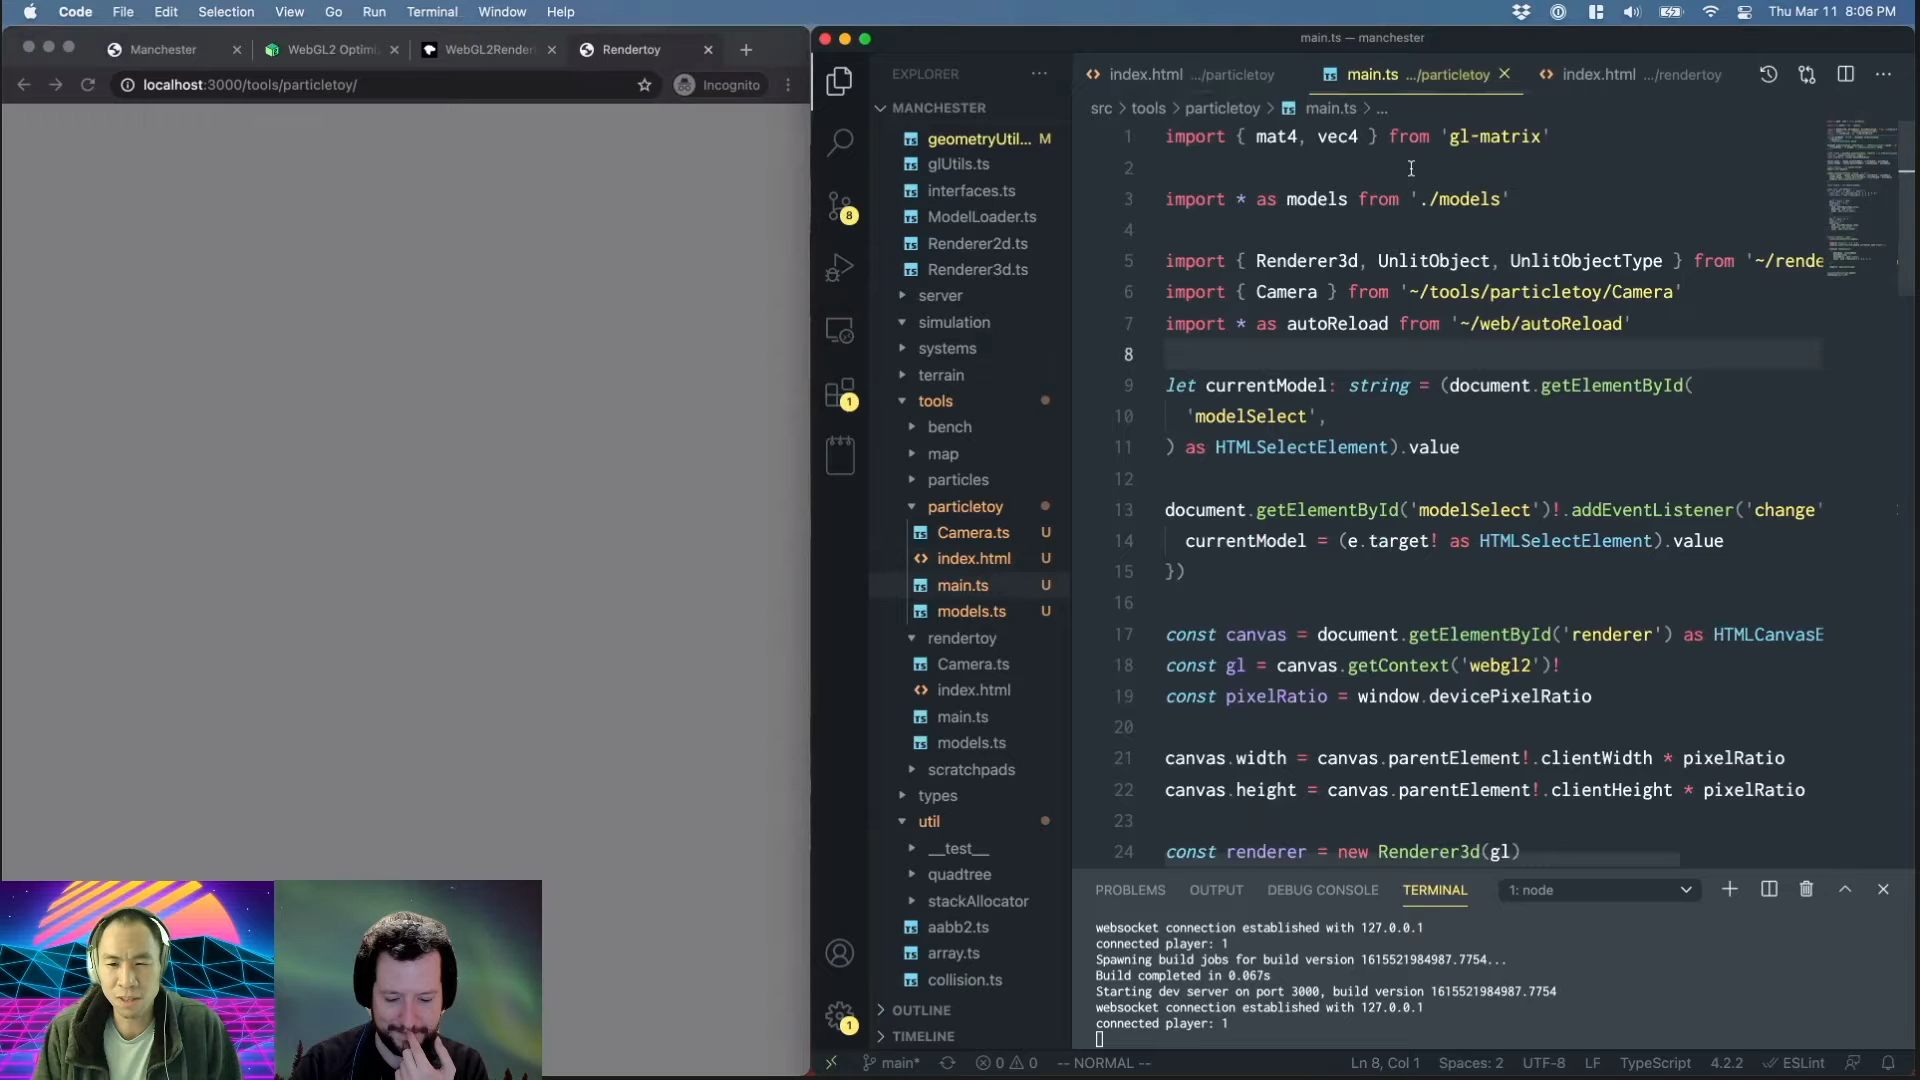 Code File Edit Selection View Go Run Terminal Window Help
Thu Mar 11 8:06 PM
Manchester
WebGL2 Optimi
WebGL2Render
Rendertoy
localhost:3000/tools/particletoy/
Incognito
main.ts — manchester
EXPLORER
MANCHESTER
geometryUtil... M
glUtils.ts
interfaces.ts
ModelLoader.ts
Renderer2d.ts
Renderer3d.ts
server
simulation
systems
terrain
tools
bench
map
particles
particletoy
Camera.ts U
index.html U
main.ts U
models.ts U
rendertoy
Camera.ts
index.html
main.ts
models.ts
scratchpads
types
util
__test__
quadtree
stackAllocator
aabb2.ts
array.ts
collision.ts
OUTLINE
TIMELINE
8
1
1
index.html .../particletoy
main.ts .../particletoy
index.html .../rendertoy
src > tools > particletoy > main.ts > ...
1 import { mat4, vec4 } from 'gl-matrix'
2
3 import * as models from './models'
4
5 import { Renderer3d, UnlitObject, UnlitObjectType } from '~/rende
6 import { Camera } from '~/tools/particletoy/Camera'
7 import * as autoReload from '~/web/autoReload'
8
9 let currentModel: string = (document.getElementById(
10 'modelSelect',
11 ) as HTMLSelectElement).value
12
13 document.getElementById('modelSelect')!.addEventListener('change'
14 currentModel = (e.target! as HTMLSelectElement).value
15 })
16
17 const canvas = document.getElementById('renderer') as HTMLCanvasE
18 const gl = canvas.getContext('webgl2')!
19 const pixelRatio = window.devicePixelRatio
20
21 canvas.width = canvas.parentElement!.clientWidth * pixelRatio
22 canvas.height = canvas.parentElement!.clientHeight * pixelRatio
23
24 const renderer = new Renderer3d(gl)
PROBLEMS OUTPUT DEBUG CONSOLE TERMINAL 1: node
websocket connection established with 127.0.0.1
connected player: 1
Spawning build jobs for build version 1615521984987.7754...
Build completed in 0.067s
Starting dev server on port 3000, build version 1615521984987.7754
websocket connection established with 127.0.0.1
connected player: 1
main* 0 0 -- NORMAL -- Ln 8, Col 1 Spaces: 2 UTF-8 LF TypeScript 4.2.2 ESLint